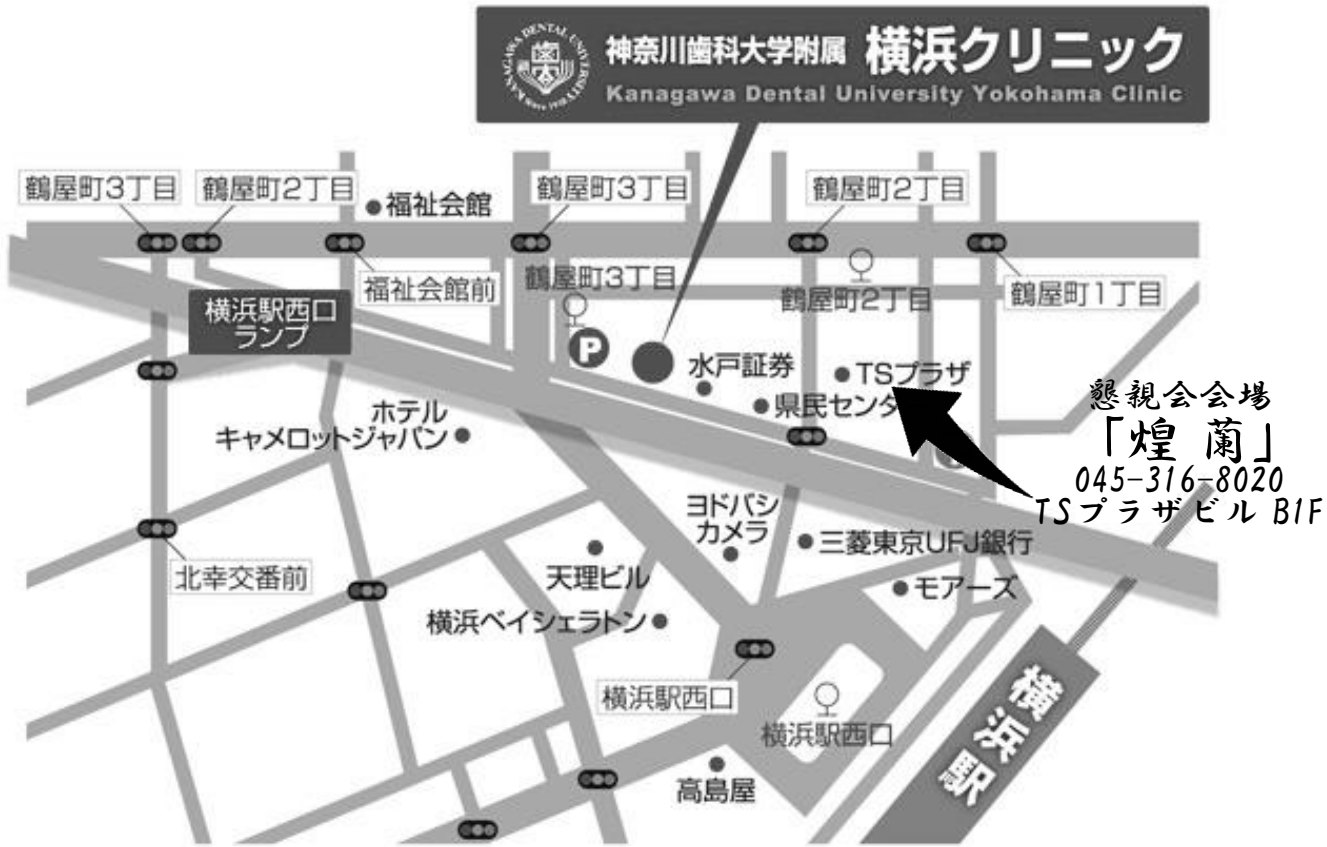 神奈川歯科大学附属 横浜クリニック
Kanagawa Dental University Yokohama Clinic
KANAGAWA DENTAL UNIVERSITY
Since 1910
鶴屋町3丁目
鶴屋町2丁目
福祉会館
鶴屋町3丁目
鶴屋町2丁目
福祉会館前
鶴屋町3丁目
鶴屋町2丁目
鶴屋町1丁目
横浜駅西口
ランプ
P
水戸証券
TSプラザ
県民センタ
懇親会会場
「煌 蘭」
045-316-8020
TSプラザビル B1F
ホテル
キャメロットジャパン
ヨドバシ
カメラ
三菱東京UFJ銀行
北幸交番前
天理ビル
モアーズ
横浜ベイシェラトン
横浜駅西口
横浜駅西口
横浜駅
高島屋